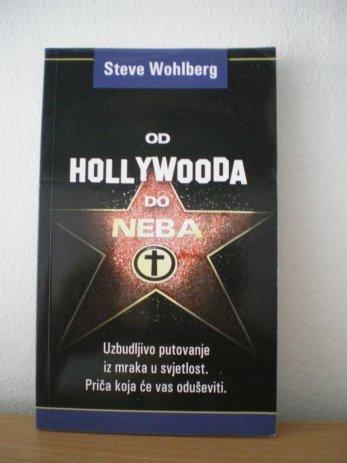 Steve Wohlberg
OD
HOLLYWOODA
DO
NEBA
Uzbudljivo putovanje
iz mraka u svjetlost.
Priča koja će vas oduševiti.